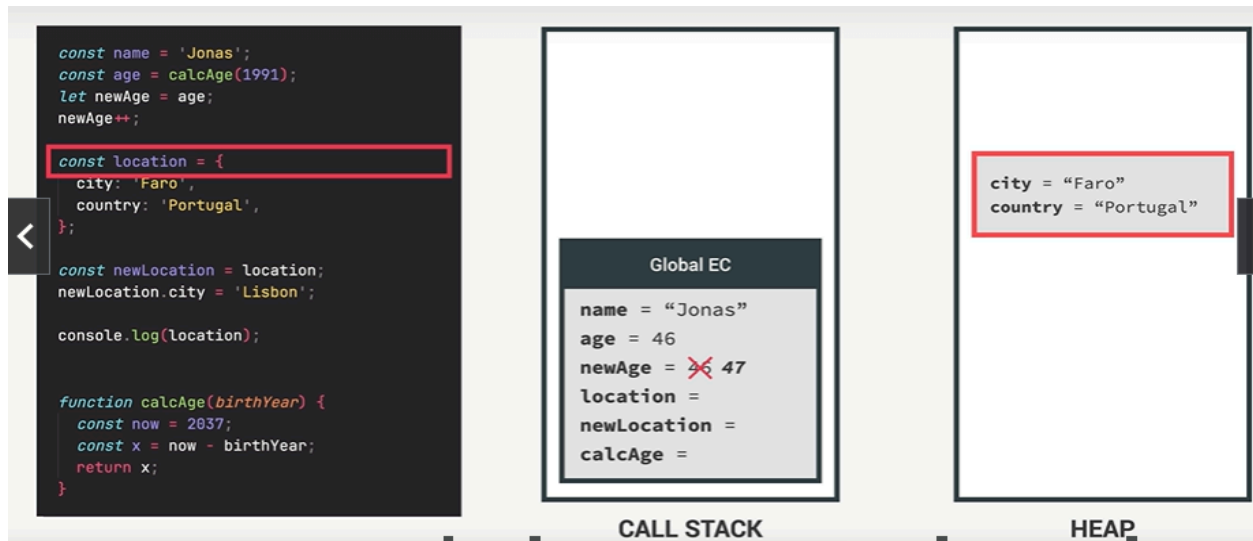 const name = 'Jonas';
const age = calcAge(1991);
let newAge = age;
newAge++;
const location = {
city: 'Faro',
country: 'Portugal',
};
const newLocation = location;
newLocation.city = 'Lisbon';
console.log(location);
function calcAge(birthYear) {
const now = 2037;
const x = now - birthYear;
return x;
}
Global EC
name = “Jonas”
age = 46
newAge = 46 47
location =
newLocation =
calcAge =
CALL STACK
city = “Faro”
country = “Portugal”
HEAP